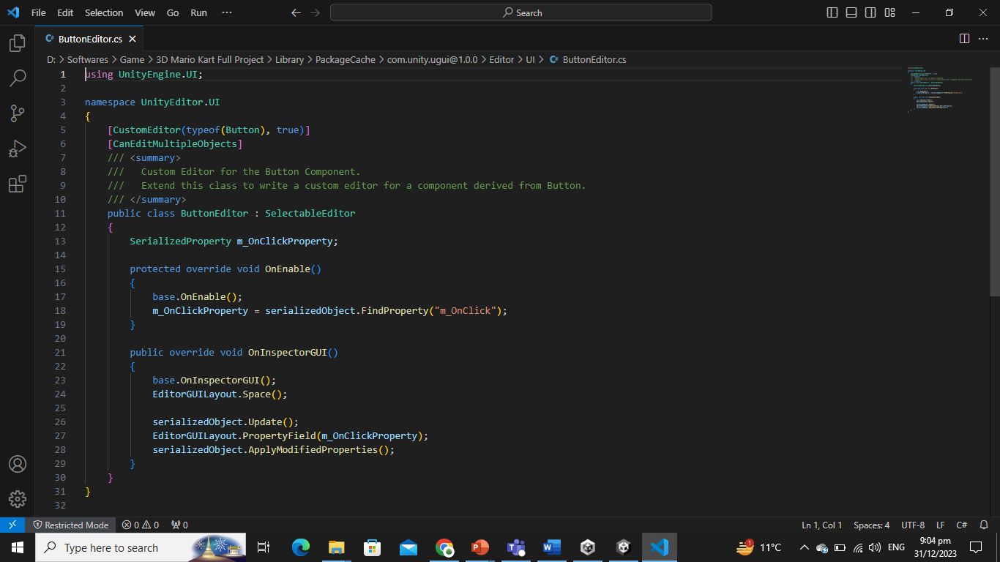 File Edit Selection View Go Run ··· Search
ButtonEditor.cs
D: > Softwares > Game > 3D Mario Kart Full Project > Library > PackageCache > com.unity.ugui@1.0.0 > Editor > UI > ButtonEditor.cs
1 using UnityEngine.UI;
2
3 namespace UnityEditor.UI
4 {
5 [CustomEditor(typeof(Button), true)]
6 [CanEditMultipleObjects]
7 /// <summary>
8 ///   Custom Editor for the Button Component.
9 ///   Extend this class to write a custom editor for a component derived from Button.
10 /// </summary>
11 public class ButtonEditor : SelectableEditor
12 {
13 SerializedProperty m_OnClickProperty;
14
15 protected override void OnEnable()
16 {
17 base.OnEnable();
18 m_OnClickProperty = serializedObject.FindProperty("m_OnClick");
19 }
20
21 public override void OnInspectorGUI()
22 {
23 base.OnInspectorGUI();
24 EditorGUILayout.Space();
25
26 serializedObject.Update();
27 EditorGUILayout.PropertyField(m_OnClickProperty);
28 serializedObject.ApplyModifiedProperties();
29 }
30 }
31 }
32
Restricted Mode 0 0 0 Ln 1, Col 1 Spaces: 4 UTF-8 LF C#
Type here to search 1 11°C ENG 9:04 pm
31/12/2023